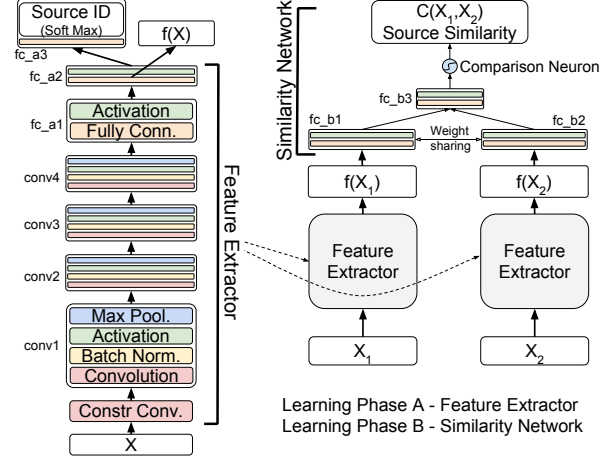 Source ID
(Soft Max)
f(X)
fc_a3
fc_a2
fc_a1
Activation
Fully Conn.
conv4
conv3
conv2
conv1
Max Pool.
Activation
Batch Norm.
Convolution
Constr Conv.
X
Feature Extractor
Similarity Network
C(X1,X2)
Source Similarity
Comparison Neuron
fc_b3
fc_b1
Weight
sharing
fc_b2
f(X1)
f(X2)
Feature
Extractor
Feature
Extractor
X1
X2
Learning Phase A - Feature Extractor
Learning Phase B - Similarity Network